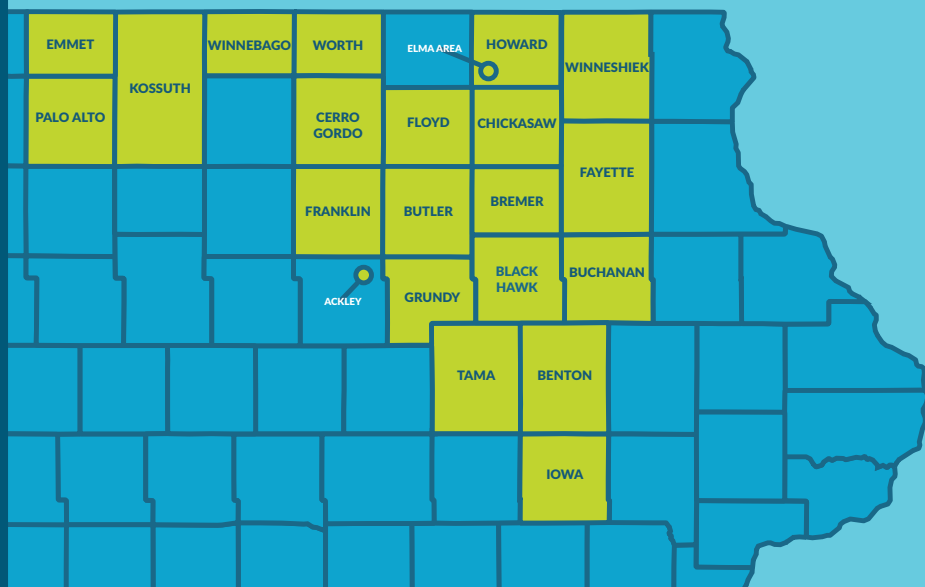 EMMET
KOSSUTH
WINNEBAGO
WORTH
ELMA AREA
HOWARD
WINNESHIEK
PALO ALTO
CERRO
GORDO
FLOYD
CHICKASAW
FAYETTE
FRANKLIN
BUTLER
BREMER
ACKLEY
GRUNDY
BLACK
HAWK
BUCHANAN
TAMA
BENTON
IOWA